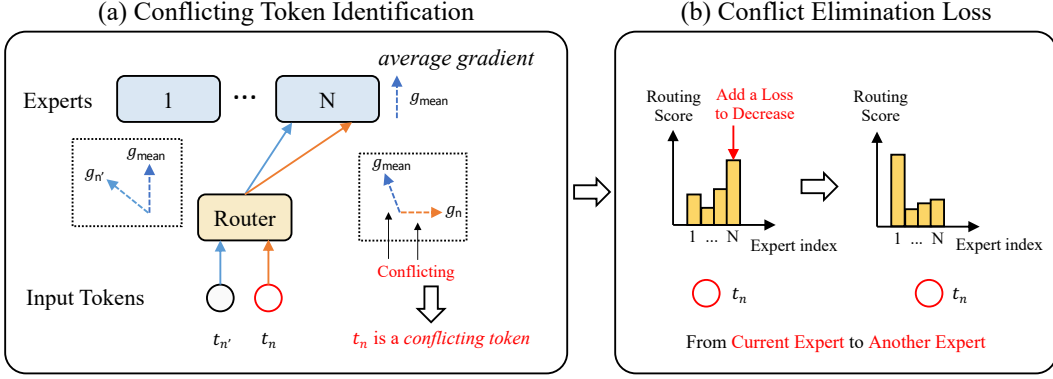 (a) Conflicting Token Identification
average gradient
Experts
1
...
N
g_mean
g_mean
g_n'
g_mean
g_n
Router
Conflicting
Input Tokens
t_n'
t_n
t_n is a conflicting token
(b) Conflict Elimination Loss
Routing
Score
Add a Loss
to Decrease
1 ... N
Expert index
t_n
Routing
Score
1 ... N
Expert index
t_n
From Current Expert to Another Expert